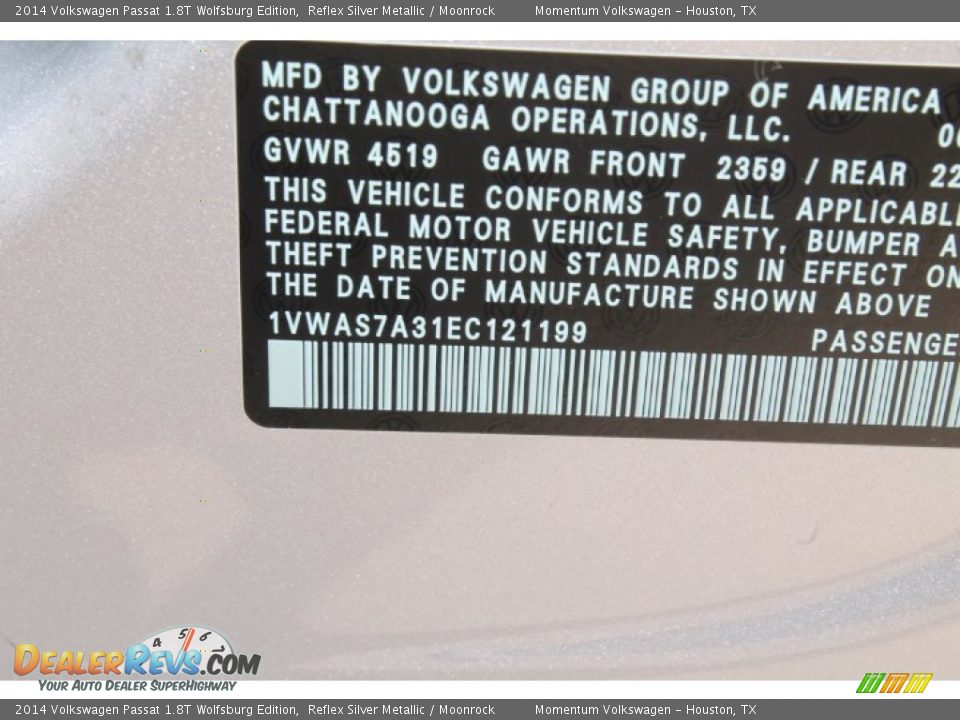 2014 Volkswagen Passat 1.8T Wolfsburg Edition, Reflex Silver Metallic / Moonrock Momentum Volkswagen - Houston, TX
MFD BY VOLKSWAGEN GROUP OF AMERICA
CHATTANOOGA OPERATIONS, LLC.
GVWR 4519 GAWR FRONT 2359 / REAR 22
THIS VEHICLE CONFORMS TO ALL APPLICABL
FEDERAL MOTOR VEHICLE SAFETY, BUMPER A
THEFT PREVENTION STANDARDS IN EFFECT ON
THE DATE OF MANUFACTURE SHOWN ABOVE
1VWAS7A31EC121199 PASSENGE
4 5 6
DEALERREVS.COM
YOUR AUTO DEALER SUPERHIGHWAY
2014 Volkswagen Passat 1.8T Wolfsburg Edition, Reflex Silver Metallic / Moonrock Momentum Volkswagen - Houston, TX